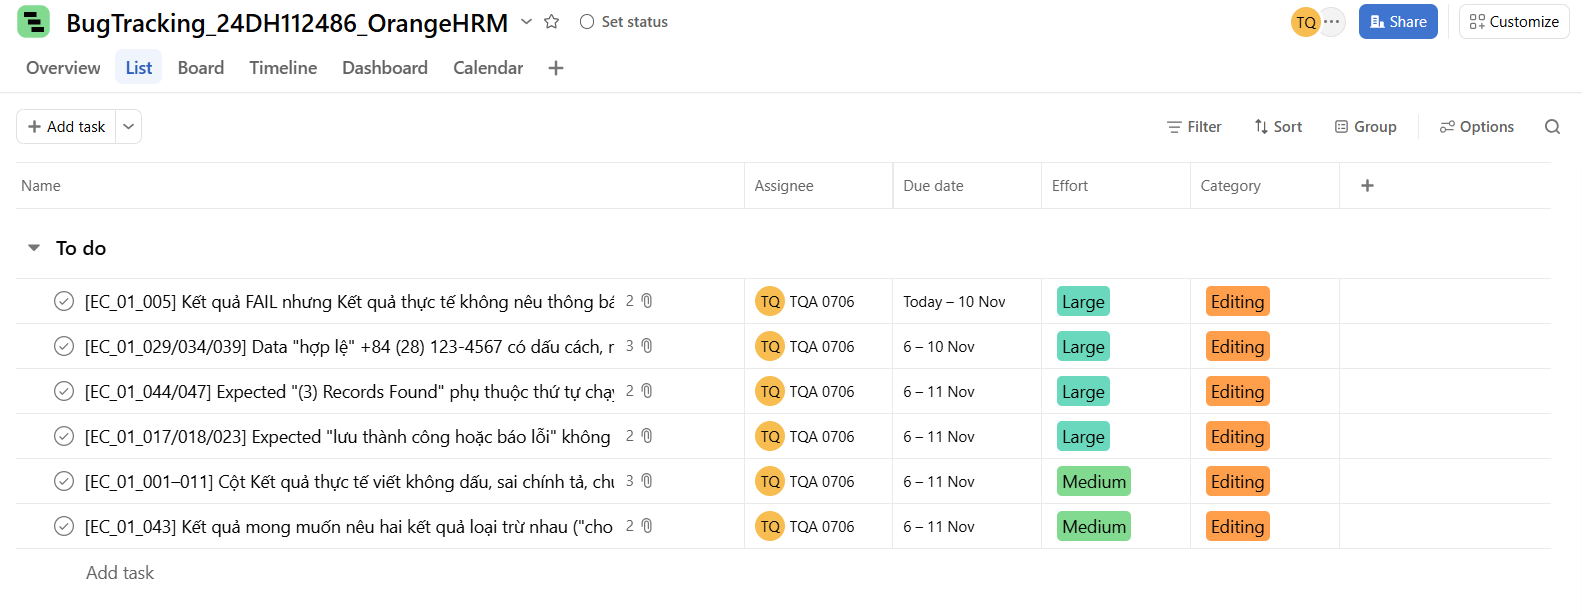 BugTracking_24DH112486_OrangeHRM
Set status
TQ
Share
Customize
Overview List Board Timeline Dashboard Calendar
Add task
Filter Sort Group Options
Name Assignee Due date Effort Category
To do
[EC_01_005] Kết quả FAIL nhưng Kết quả thực tế không nêu thông bá 2 TQ TQA 0706 Today – 10 Nov Large Editing
[EC_01_029/034/039] Data "hợp lệ" +84 (28) 123-4567 có dấu cách, 3 TQ TQA 0706 6 – 10 Nov Large Editing
[EC_01_044/047] Expected "(3) Records Found" phụ thuộc thứ tự chạy 2 TQ TQA 0706 6 – 11 Nov Large Editing
[EC_01_017/018/023] Expected "lưu thành công hoặc báo lỗi" không 2 TQ TQA 0706 6 – 11 Nov Large Editing
[EC_01_001–011] Cột Kết quả thực tế viết không dấu, sai chính tả, chu 3 TQ TQA 0706 6 – 11 Nov Medium Editing
[EC_01_043] Kết quả mong muốn nêu hai kết quả loại trừ nhau ("cho 2 TQ TQA 0706 6 – 11 Nov Medium Editing
Add task